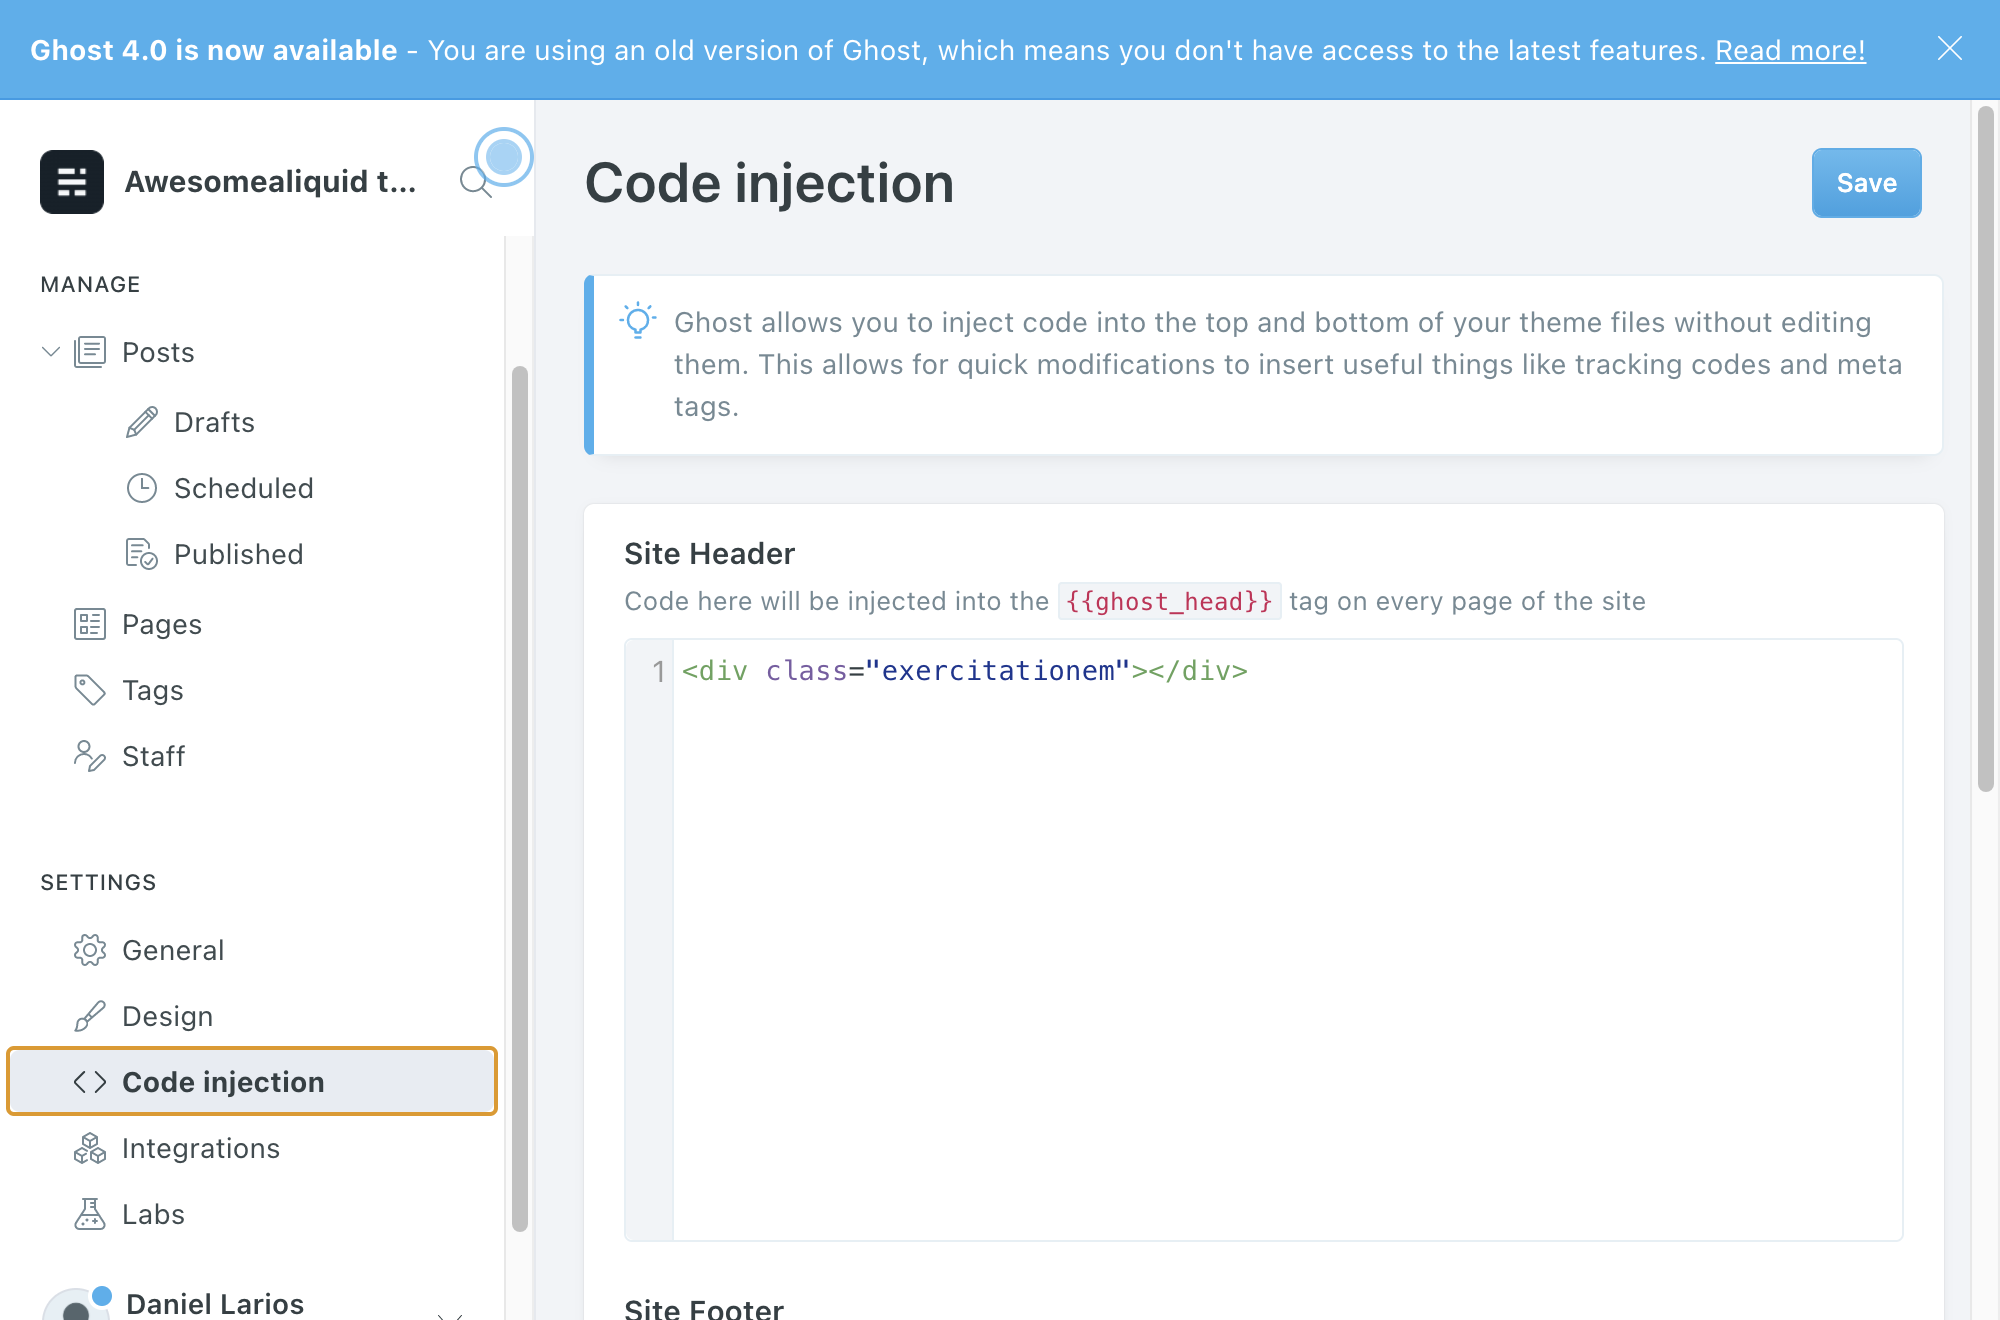 Ghost 4.0 is now available - You are using an old version of Ghost, which means you don't have access to the latest features. Read more!
Awesomealiquid t...
MANAGE
Posts
Drafts
Scheduled
Published
Pages
Tags
Staff
SETTINGS
General
Design
Code injection
Integrations
Labs
Daniel Larios
Code injection
Save
Ghost allows you to inject code into the top and bottom of your theme files without editing
them. This allows for quick modifications to insert useful things like tracking codes and meta
tags.
Site Header
Code here will be injected into the {{ghost_head}} tag on every page of the site
1
<div class="exercitationem"></div>
Site Footer